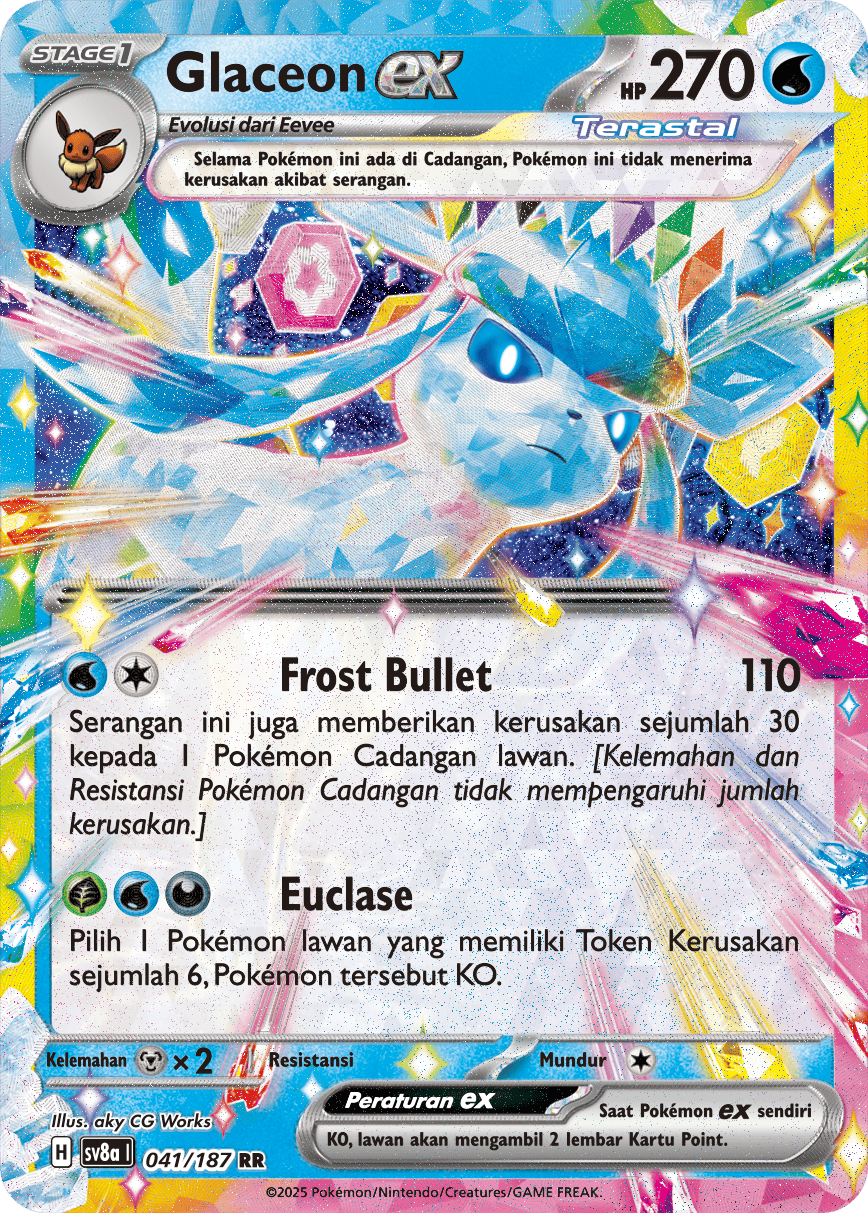 STAGE1
Glaceon ex
HP 270
Evolusi dari Eevee
Terastal
Selama Pokémon ini ada di Cadangan, Pokémon ini tidak menerima
kerusakan akibat serangan.
Frost Bullet 110
Serangan ini juga memberikan kerusakan sejumlah 30
kepada 1 Pokémon Cadangan lawan. [Kelemahan dan
Resistansi Pokémon Cadangan tidak mempengaruhi jumlah
kerusakan.]
Euclase
Pilih 1 Pokémon lawan yang memiliki Token Kerusakan
sejumlah 6, Pokémon tersebut KO.
Kelemahan ×2 Resistansi Mundur
Peraturan ex Saat Pokémon ex sendiri
KO, lawan akan mengambil 2 lembar Kartu Point.
Illus. aky CG Works
H sv8a I 041/187 RR
©2025 Pokémon/Nintendo/Creatures/GAME FREAK.